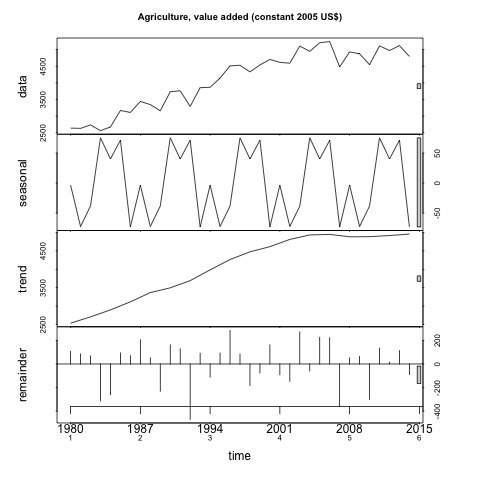 Agriculture, value added (constant 2005 US$)
data
2500 3500 4500
seasonal
-50 0 50
trend
2500 3500 4500
remainder
-400 -200 0 200
1980 1987 1994 2001 2008 2015
1 2 3 4 5 6
time